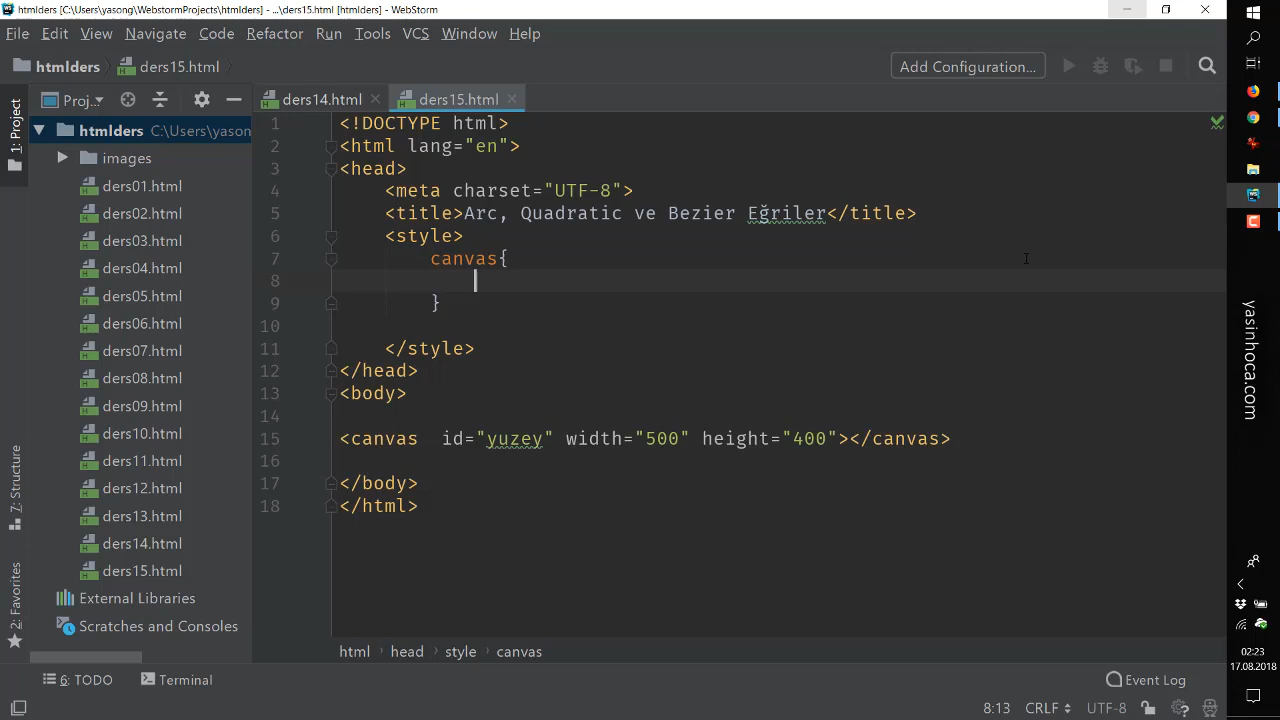 htmlders [C:\Users\yasong\WebstormProjects\htmlders] - ...\ders15.html [htmlders] - WebStorm
File Edit View Navigate Code Refactor Run Tools VCS Window Help
htmlders ders15.html Add Configuration...
1: Project
Proj... ders14.html ders15.html
htmlders C:\Users\yason
images
ders01.html
ders02.html
ders03.html
ders04.html
ders05.html
ders06.html
ders07.html
ders08.html
ders09.html
ders10.html
ders11.html
ders12.html
ders13.html
ders14.html
ders15.html
External Libraries
Scratches and Consoles
7: Structure
2: Favorites
1 <!DOCTYPE html>
2 <html lang="en">
3 <head>
4 <meta charset="UTF-8">
5 <title>Arc, Quadratic ve Bezier Eğriler</title>
6 <style>
7 canvas{
8
9 }
10
11 </style>
12 </head>
13 <body>
14
15 <canvas  id="yuzey" width="500" height="400"></canvas>
16
17 </body>
18 </html>
html head style canvas
6: TODO Terminal Event Log
8:13 CRLF UTF-8
yasinhoca.com
02:23
17.08.2018